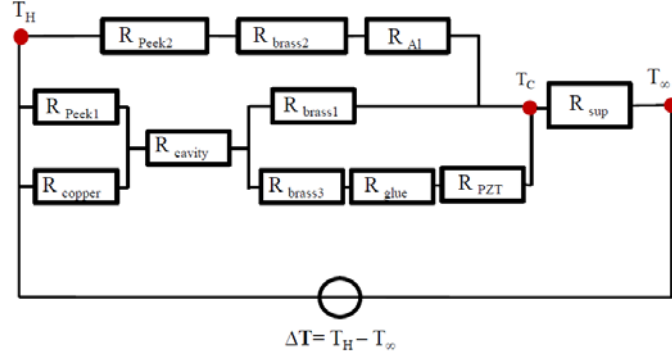 T_H
R_Peek2 R_brass2 R_Al
T_C T_∞
R_Peek1 R_brass1 R_sup
R_cavity
R_copper R_brass3 R_glue R_PZT
ΔT= T_H – T_∞